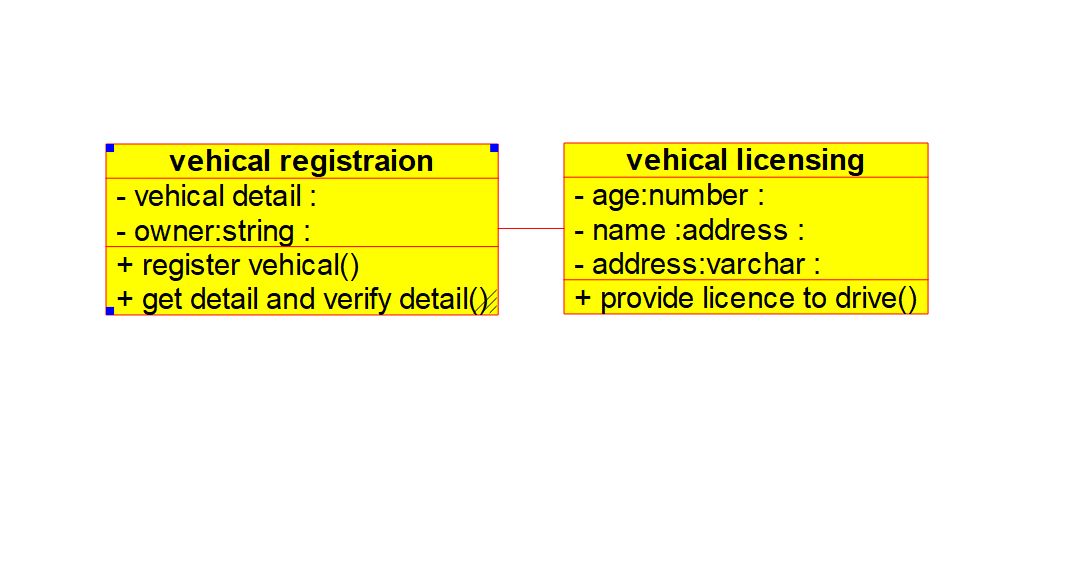 vehical registraion
- vehical detail :
- owner:string :
+ register vehical()
+ get detail and verify detail()
vehical licensing
- age:number :
- name :address :
- address:varchar :
+ provide licence to drive()